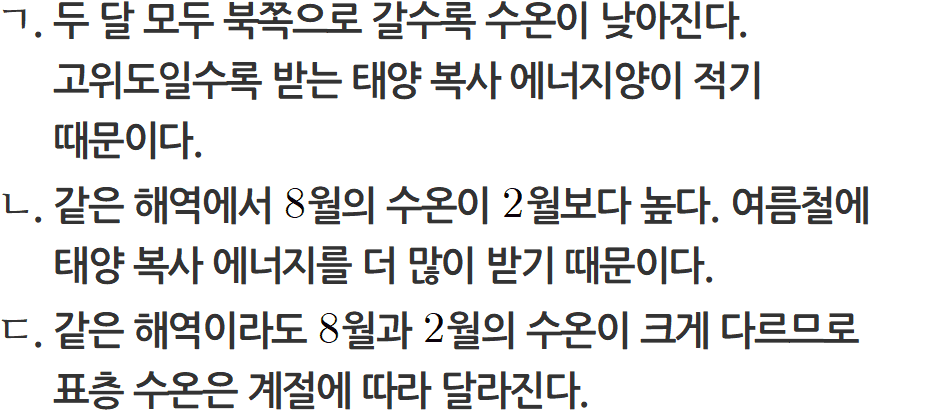 ㄱ. 두 달 모두 북쪽으로 갈수록 수온이 낮아진다.
고위도일수록 받는 태양 복사 에너지양이 적기
때문이다.
ㄴ. 같은 해역에서 8월의 수온이 2월보다 높다. 여름철에
태양 복사 에너지를 더 많이 받기 때문이다.
ㄷ. 같은 해역이라도 8월과 2월의 수온이 크게 다르므로
표층 수온은 계절에 따라 달라진다.